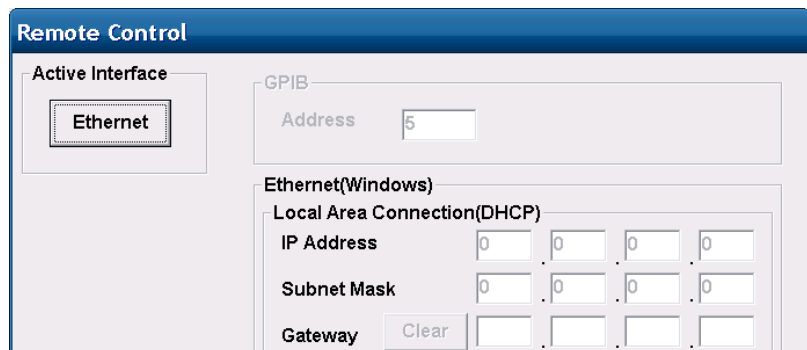 Remote Control
Active Interface
Ethernet
GPIB
Address 5
Ethernet(Windows)
Local Area Connection(DHCP)
IP Address 0 . 0 . 0 . 0
Subnet Mask 0 . 0 . 0 . 0
Gateway Clear . . .